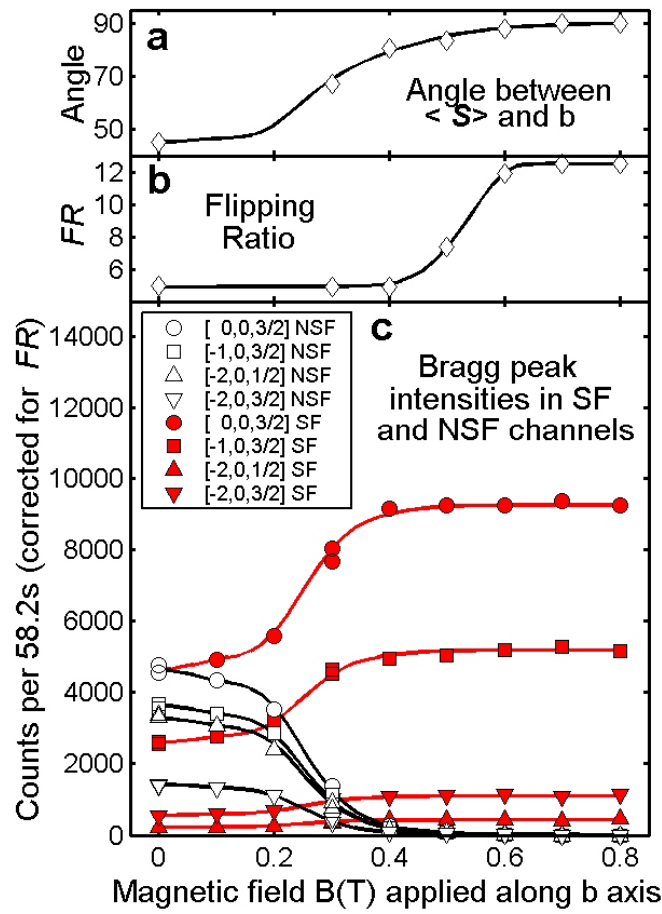 a
90
70
50
Angle
Angle between
< S> and b
b
12
10
8
6
FR
Flipping
Ratio
c
[ 0,0,3/2] NSF
[-1,0,3/2] NSF
[-2,0,1/2] NSF
[-2,0,3/2] NSF
[ 0,0,3/2] SF
[-1,0,3/2] SF
[-2,0,1/2] SF
[-2,0,3/2] SF
Bragg peak
intensities in SF
and NSF channels
14000
12000
10000
8000
6000
4000
2000
0
Counts per 58.2s (corrected for FR)
0 0.2 0.4 0.6 0.8
Magnetic field B(T) applied along b axis